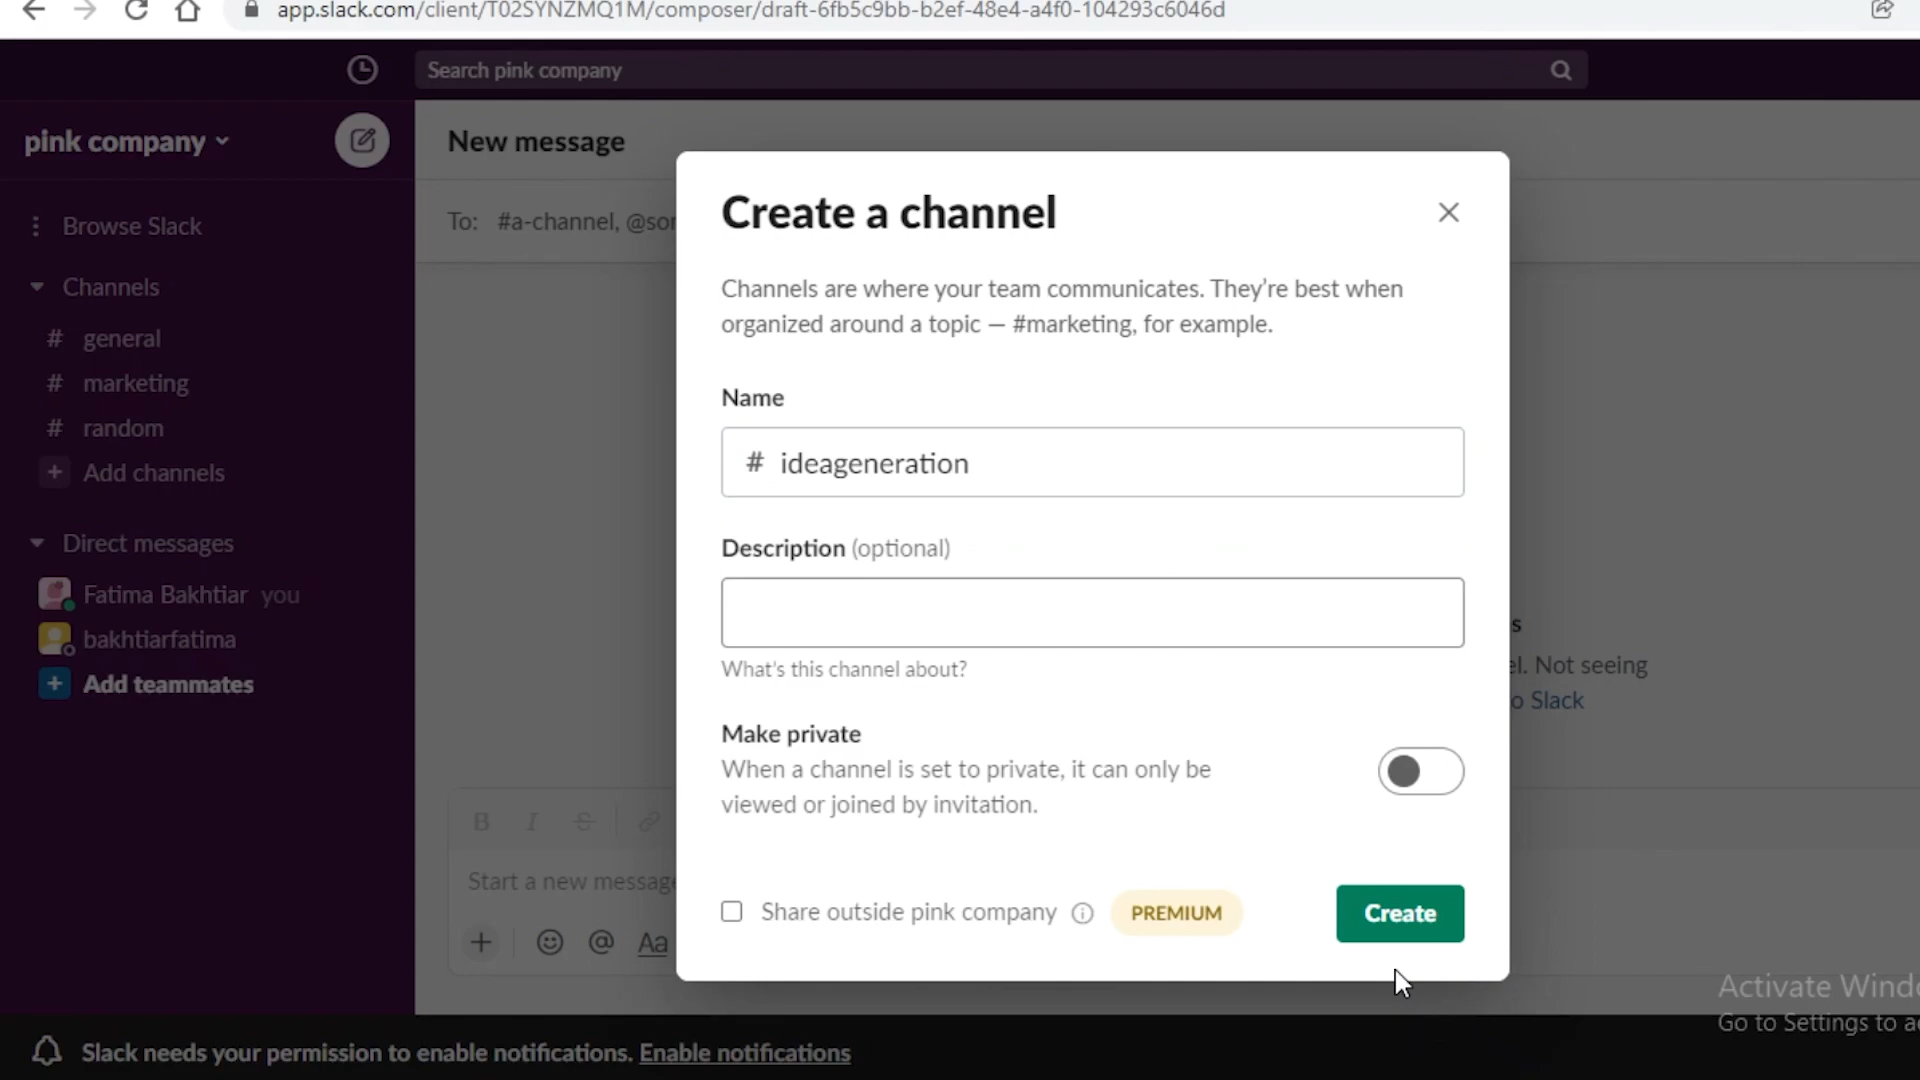 app.slack.com/client/T02SYNZMQ1M/composer/draft-6fb5c9bb-b2ef-48e4-a4f0-104293c6046d
Search pink company
pink company
New message
Browse Slack
To: #a-channel,
Channels
# general
# marketing
# random
+ Add channels
Direct messages
Fatima Bakhtiar you
bakhtiarfatima
+ Add teammates
Create a channel
Channels are where your team communicates. They're best when
organized around a topic — #marketing, for example.
Name
# ideageneration
Description (optional)
What's this channel about?
Make private
When a channel is set to private, it can only be
viewed or joined by invitation.
Share outside pink company PREMIUM
Create
Not seeing
Slack
B I S
Start a new message
+ @ Aa
Activate
Go to Settings to
Slack needs your permission to enable notifications. Enable notifications